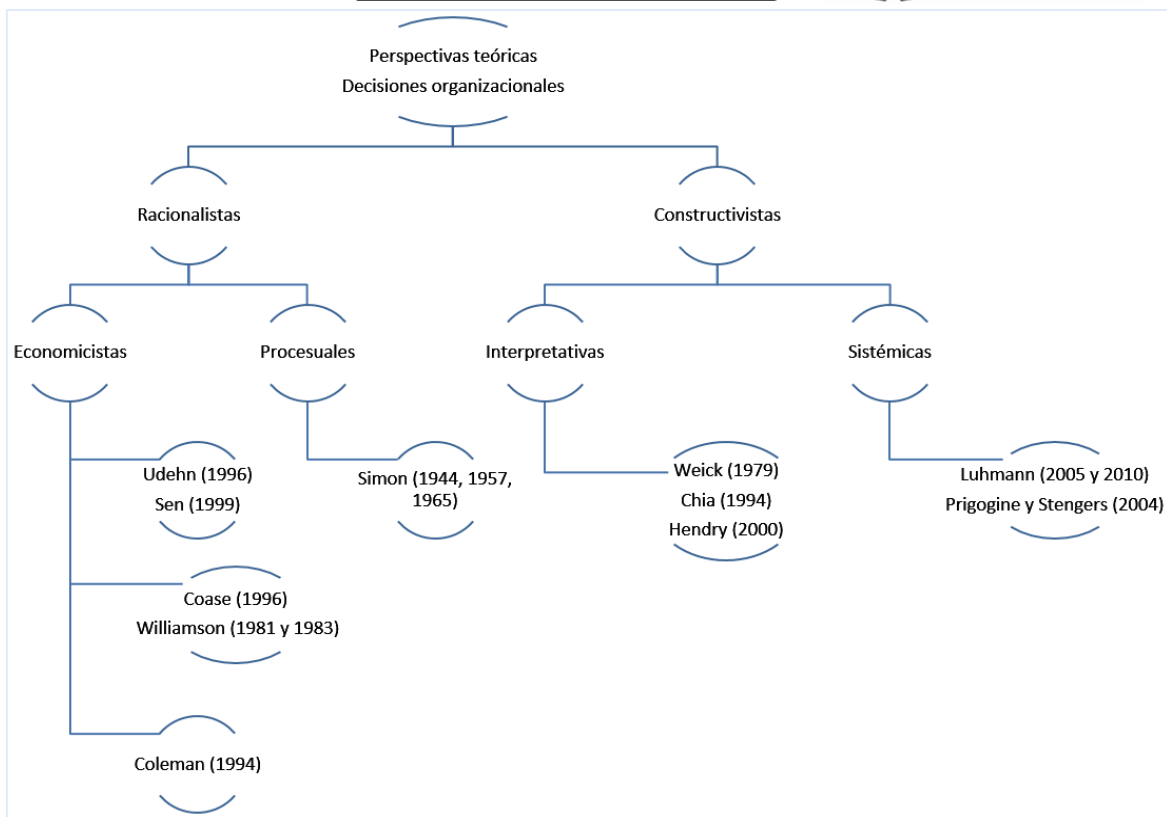 Perspectivas teóricas
Decisiones organizacionales
Racionalistas
Constructivistas
Economicistas
Procesuales
Interpretativas
Sistémicas
Udehn (1996)
Sen (1999)
Simon (1944, 1957,
1965)
Weick (1979)
Chia (1994)
Hendry (2000)
Luhmann (2005 y 2010)
Prigogine y Stengers (2004)
Coase (1996)
Williamson (1981 y 1983)
Coleman (1994)